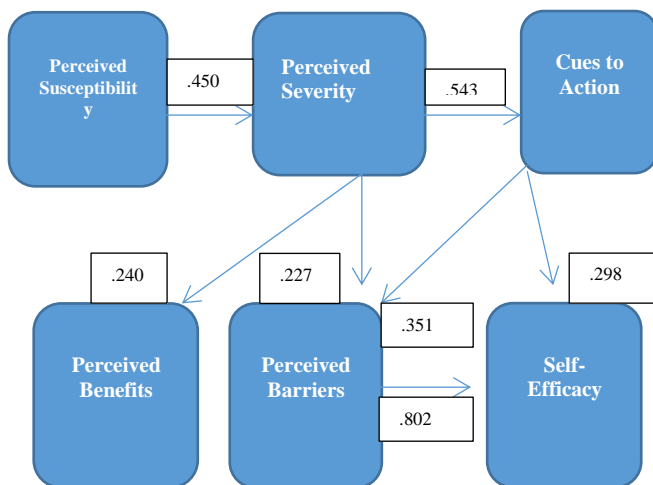 Perceived
Susceptibilit
y
.450
Perceived
Severity
.543
Cues to
Action
.240
.227
.298
.351
Perceived
Benefits
Perceived
Barriers
.802
Self-
Efficacy